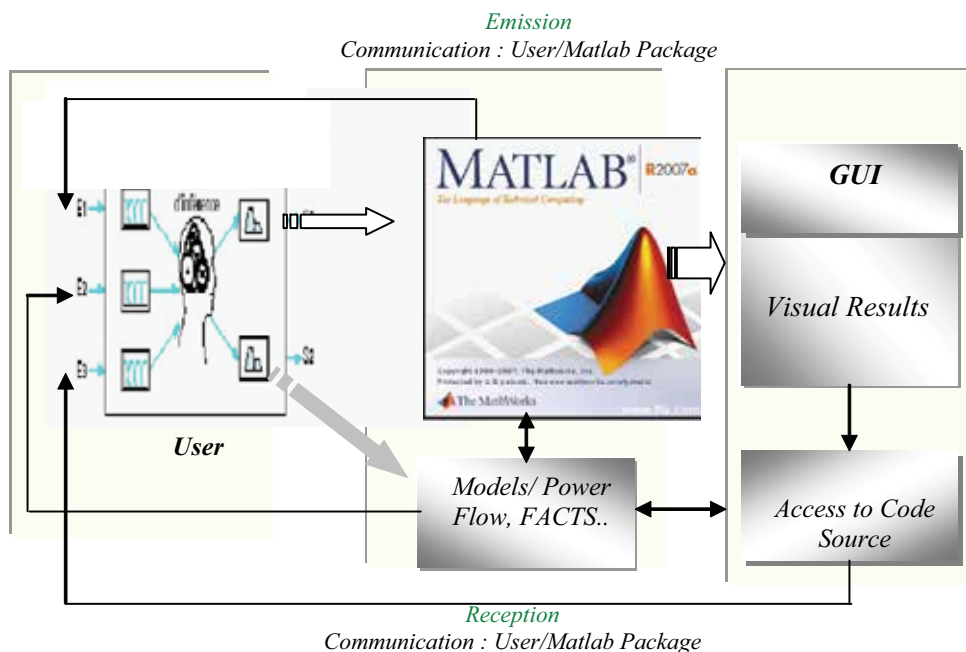 Emission
Communication : User/Matlab Package
MATLAB® R2007a
The Language of Technical Computing
GUI
Visual Results
E1
d'inférence
E2
E3
S2
User
The MathWorks
Models/ Power
Flow, FACTS..
Access to Code
Source
Reception
Communication : User/Matlab Package